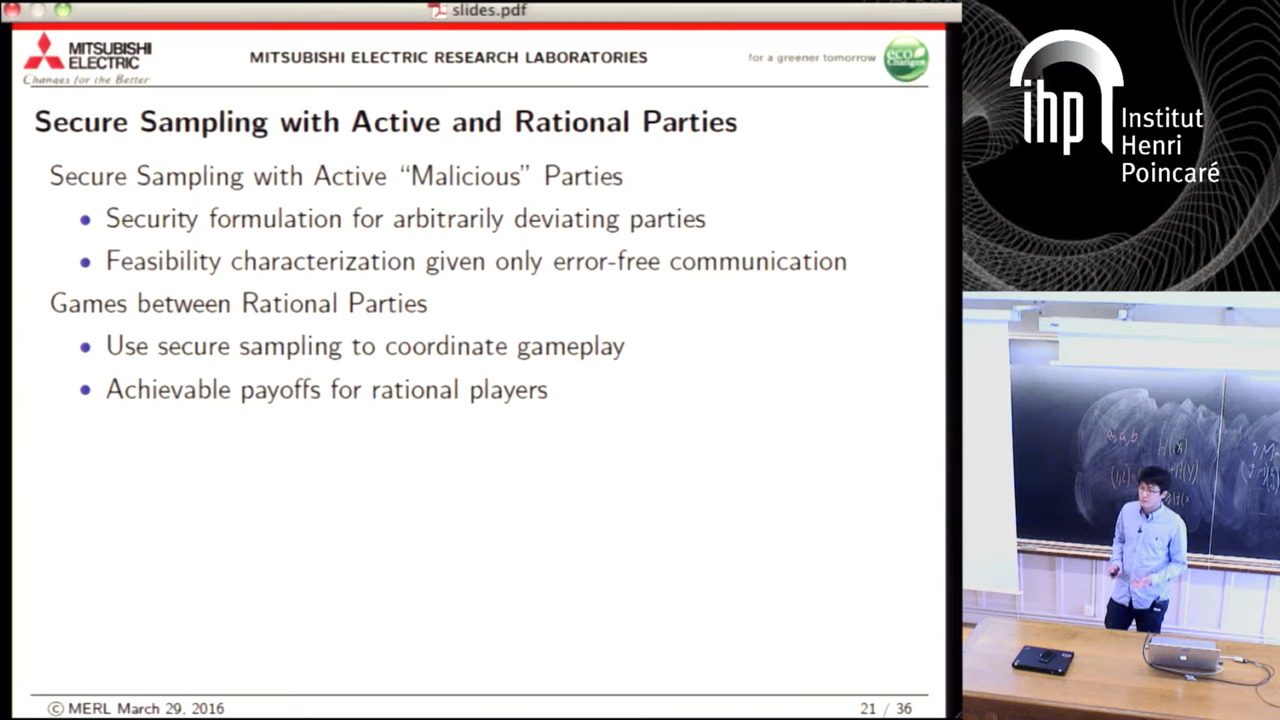 slides.pdf
MITSUBISHI ELECTRIC
Changes for the Better
MITSUBISHI ELECTRIC RESEARCH LABORATORIES
for a greener tomorrow
eco Changes
Secure Sampling with Active and Rational Parties
Secure Sampling with Active “Malicious” Parties
• Security formulation for arbitrarily deviating parties
• Feasibility characterization given only error-free communication
Games between Rational Parties
• Use secure sampling to coordinate gameplay
• Achievable payoffs for rational players
© MERL March 29, 2016
21 / 36
ihp
Institut
Henri
Poincaré